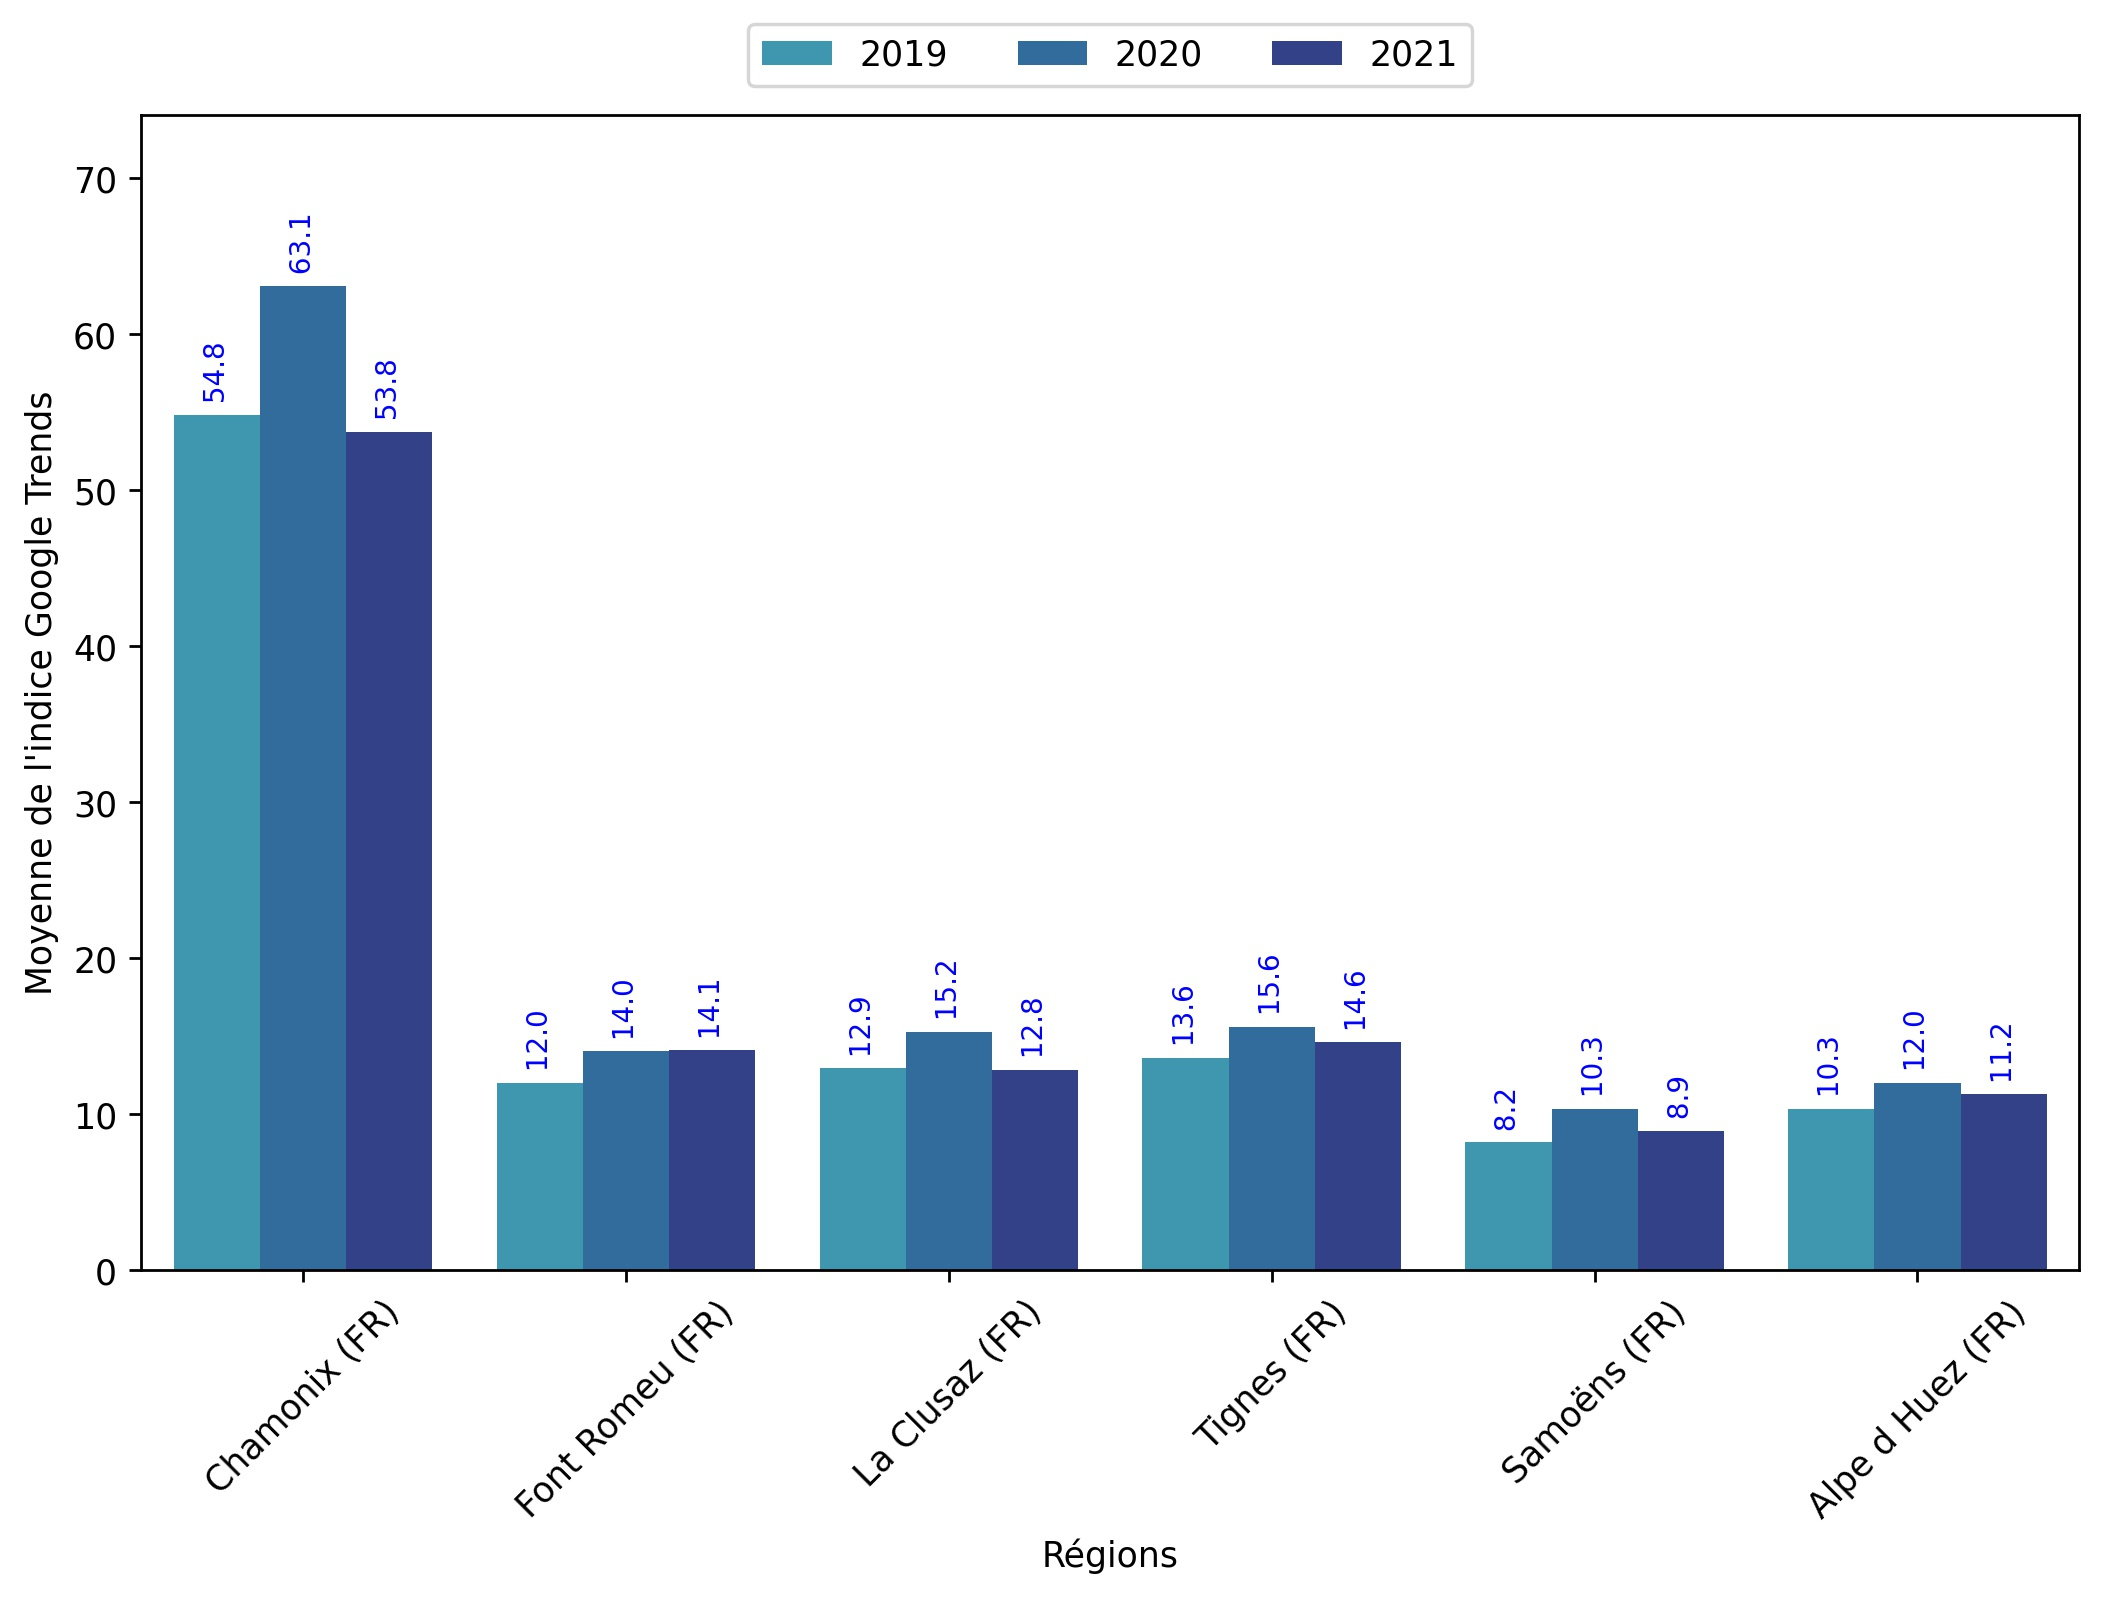 2019 2020 2021
Moyenne de l'indice Google Trends
70
60
50
40
30
20
10
0
54.8 63.1 53.8
12.0 14.0 14.1
12.9 15.2 12.8
13.6 15.6 14.6
8.2 10.3 8.9
10.3 12.0 11.2
Chamonix (FR)
Font Romeu (FR)
La Clusaz (FR)
Tignes (FR)
Samoëns (FR)
Alpe d Huez (FR)
Régions